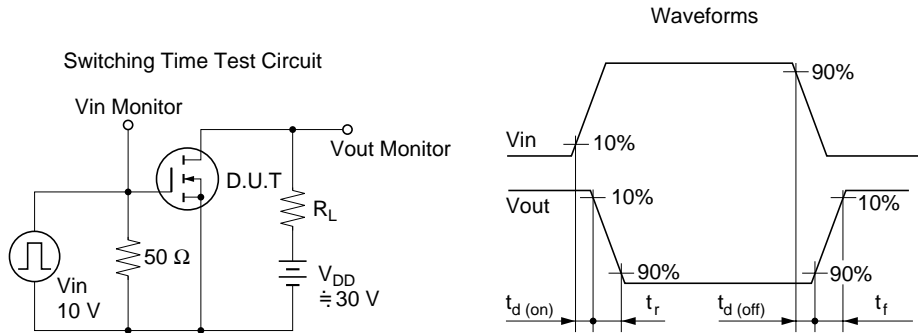 Switching Time Test Circuit
Vin Monitor
Vout Monitor
D.U.T
R_L
50 Ω
V_DD
≒ 30 V
Vin
10 V
Waveforms
Vin
10%
90%
Vout
10%
10%
90%
90%
t_d (on)
t_r
t_d (off)
t_f